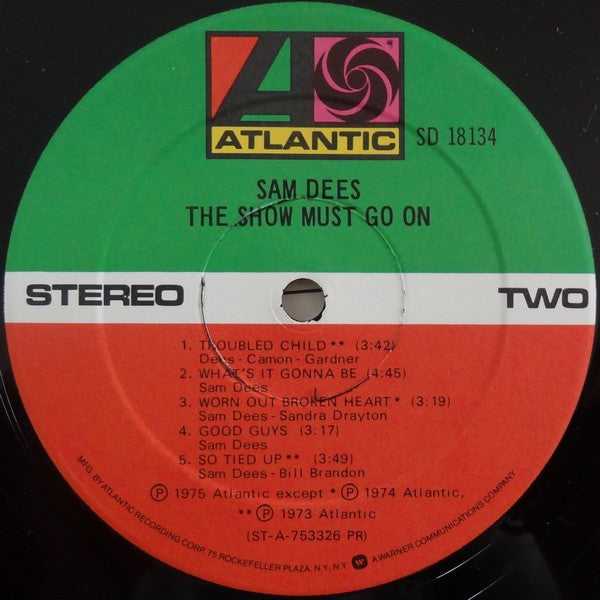 ATLANTIC
SD 18134
SAM DEES
THE SHOW MUST GO ON
STEREO
TWO
1. TROUBLED CHILD ** (3:42)
Dees - Camon - Gardner
2. WHAT'S IT GONNA BE (4:45)
Sam Dees
3. WORN OUT BROKEN HEART * (3:19)
Sam Dees - Sandra Drayton
4. GOOD GUYS (3:17)
Sam Dees
5. SO TIED UP ** (3:49)
Sam Dees - Bill Brandon
Ⓟ 1975 Atlantic except * Ⓟ 1974 Atlantic,
** Ⓟ 1973 Atlantic
(ST-A-753326 PR)
MFG. BY ATLANTIC RECORDING CORP. 75 ROCKEFELLER PLAZA, N.Y. N.Y. A WARNER COMMUNICATIONS COMPANY